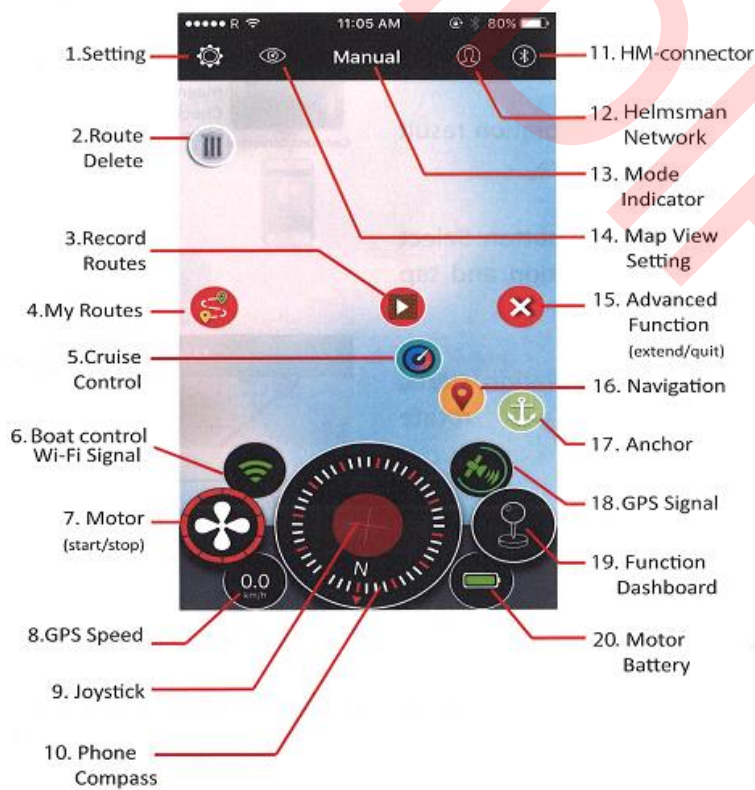 R 11:05 AM 80%
Manual
1.Setting
2.Route
Delete
3.Record
Routes
4.My Routes
5.Cruise
Control
6.Boat control
Wi-Fi Signal
7. Motor
(start/stop)
8.GPS Speed
9. Joystick
10. Phone
Compass
0.0
km/h
N
11. HM-connector
12. Helmsman
Network
13. Mode
Indicator
14. Map View
Setting
15. Advanced
Function
(extend/quit)
16. Navigation
17. Anchor
18.GPS Signal
19. Function
Dashboard
20. Motor
Battery